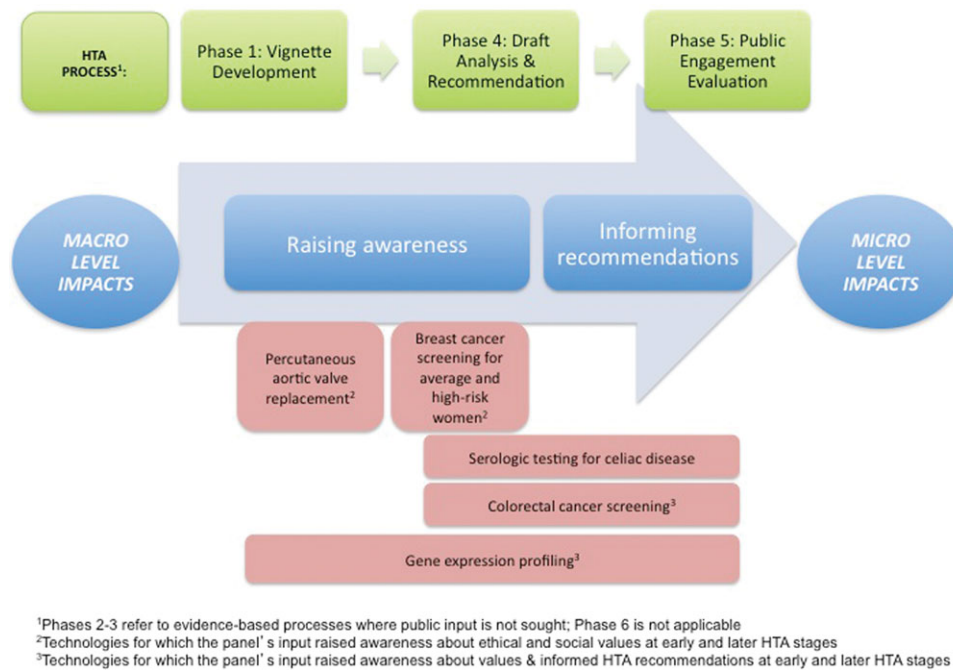 HTA
PROCESS¹:
Phase 1: Vignette
Development
Phase 4: Draft
Analysis &
Recommendation
Phase 5: Public
Engagement
Evaluation
MACRO
LEVEL
IMPACTS
Raising awareness
Informing
recommendations
MICRO
LEVEL
IMPACTS
Percutaneous
aortic valve
replacement²
Breast cancer
screening for
average and
high-risk
women²
Serologic testing for celiac disease
Colorectal cancer screening³
Gene expression profiling³
¹Phases 2-3 refer to evidence-based processes where public input is not sought; Phase 6 is not applicable
²Technologies for which the panel's input raised awareness about ethical and social values at early and later HTA stages
³Technologies for which the panel's input raised awareness about values & informed HTA recommendations at early and later HTA stages